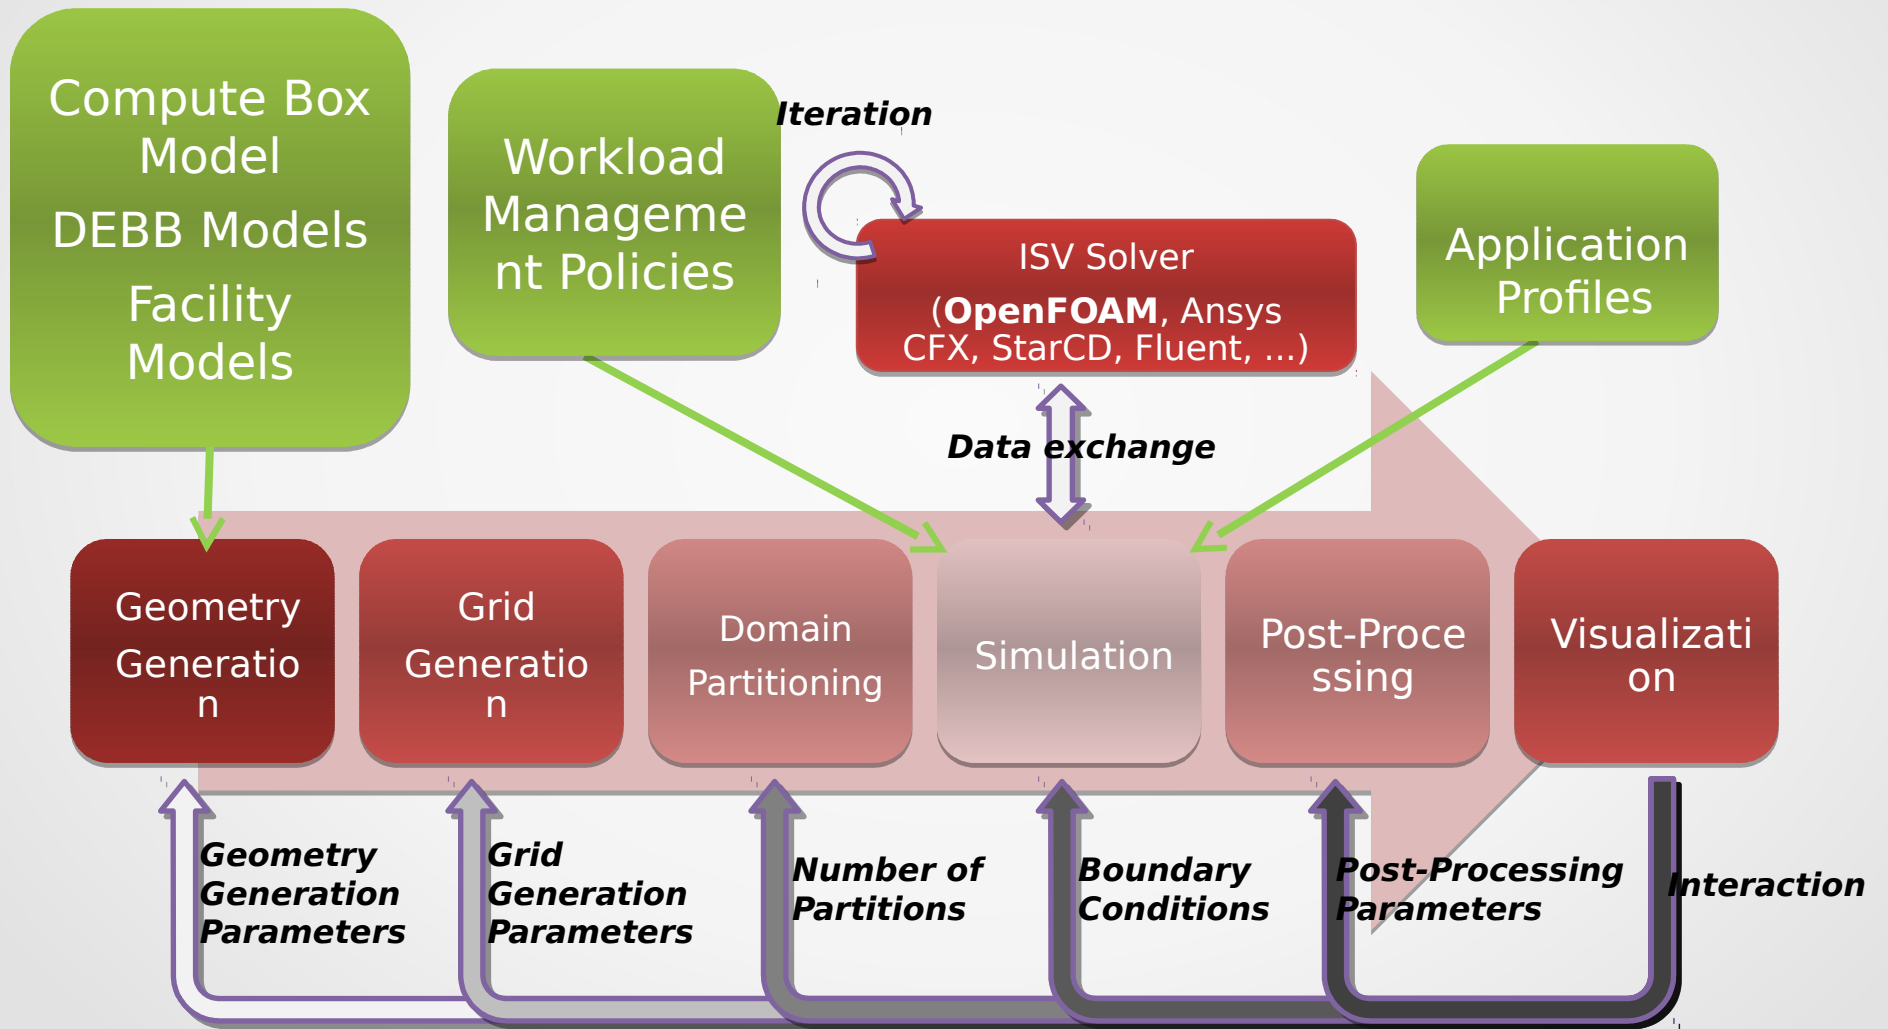 Compute Box
Model
DEBB Models
Facility
Models
Workload
Manageme
nt Policies
Iteration
ISV Solver
(OpenFOAM, Ansys
CFX, StarCD, Fluent, ...)
Application
Profiles
Data exchange
Geometry
Generatio
n
Grid
Generatio
n
Domain
Partitioning
Simulation
Post-Proce
ssing
Visualizati
on
Geometry
Generation
Parameters
Grid
Generation
Parameters
Number of
Partitions
Boundary
Conditions
Post-Processing
Parameters
Interaction